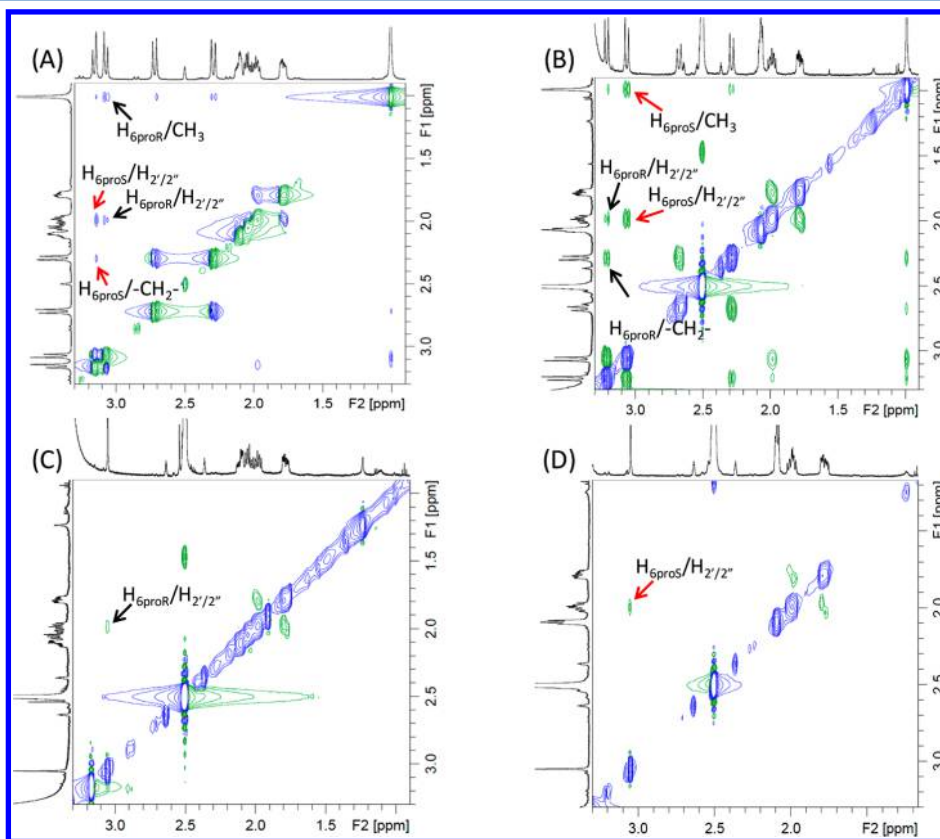 (A)
H6proR/CH3
H6proS/H2'/2"
H6proR/H2'/2"
H6proS/-CH2-
1.5
2.0
2.5
3.0
F1 [ppm]
3.0
2.5
2.0
1.5
F2 [ppm]
(B)
H6proS/CH3
H6proR/H2'/2"
H6proS/H2'/2"
H6proR/-CH2-
1.5
2.0
2.5
3.0
F1 [ppm]
3.0
2.5
2.0
1.5
F2 [ppm]
(C)
H6proR/H2'/2"
1.5
2.0
2.5
3.0
F1 [ppm]
3.0
2.5
2.0
1.5
F2 [ppm]
(D)
H6proS/H2'/2"
1.5
2.0
2.5
3.0
F1 [ppm]
3.0
2.5
2.0
1.5
F2 [ppm]